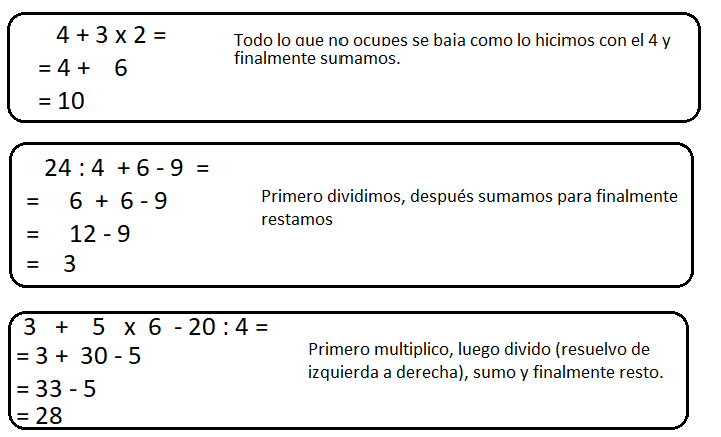 4 + 3 x 2 =
= 4 + 6
= 10
Todo lo que no ocupes se baja como lo hicimos con el 4 y
finalmente sumamos.
24 : 4 + 6 - 9 =
= 6 + 6 - 9
= 12 - 9
= 3
Primero dividimos, después sumamos para finalmente
restamos
3 + 5 x 6 - 20 : 4 =
= 3 + 30 - 5
= 33 - 5
= 28
Primero multiplico, luego divido (resuelvo de
izquierda a derecha), sumo y finalmente resto.